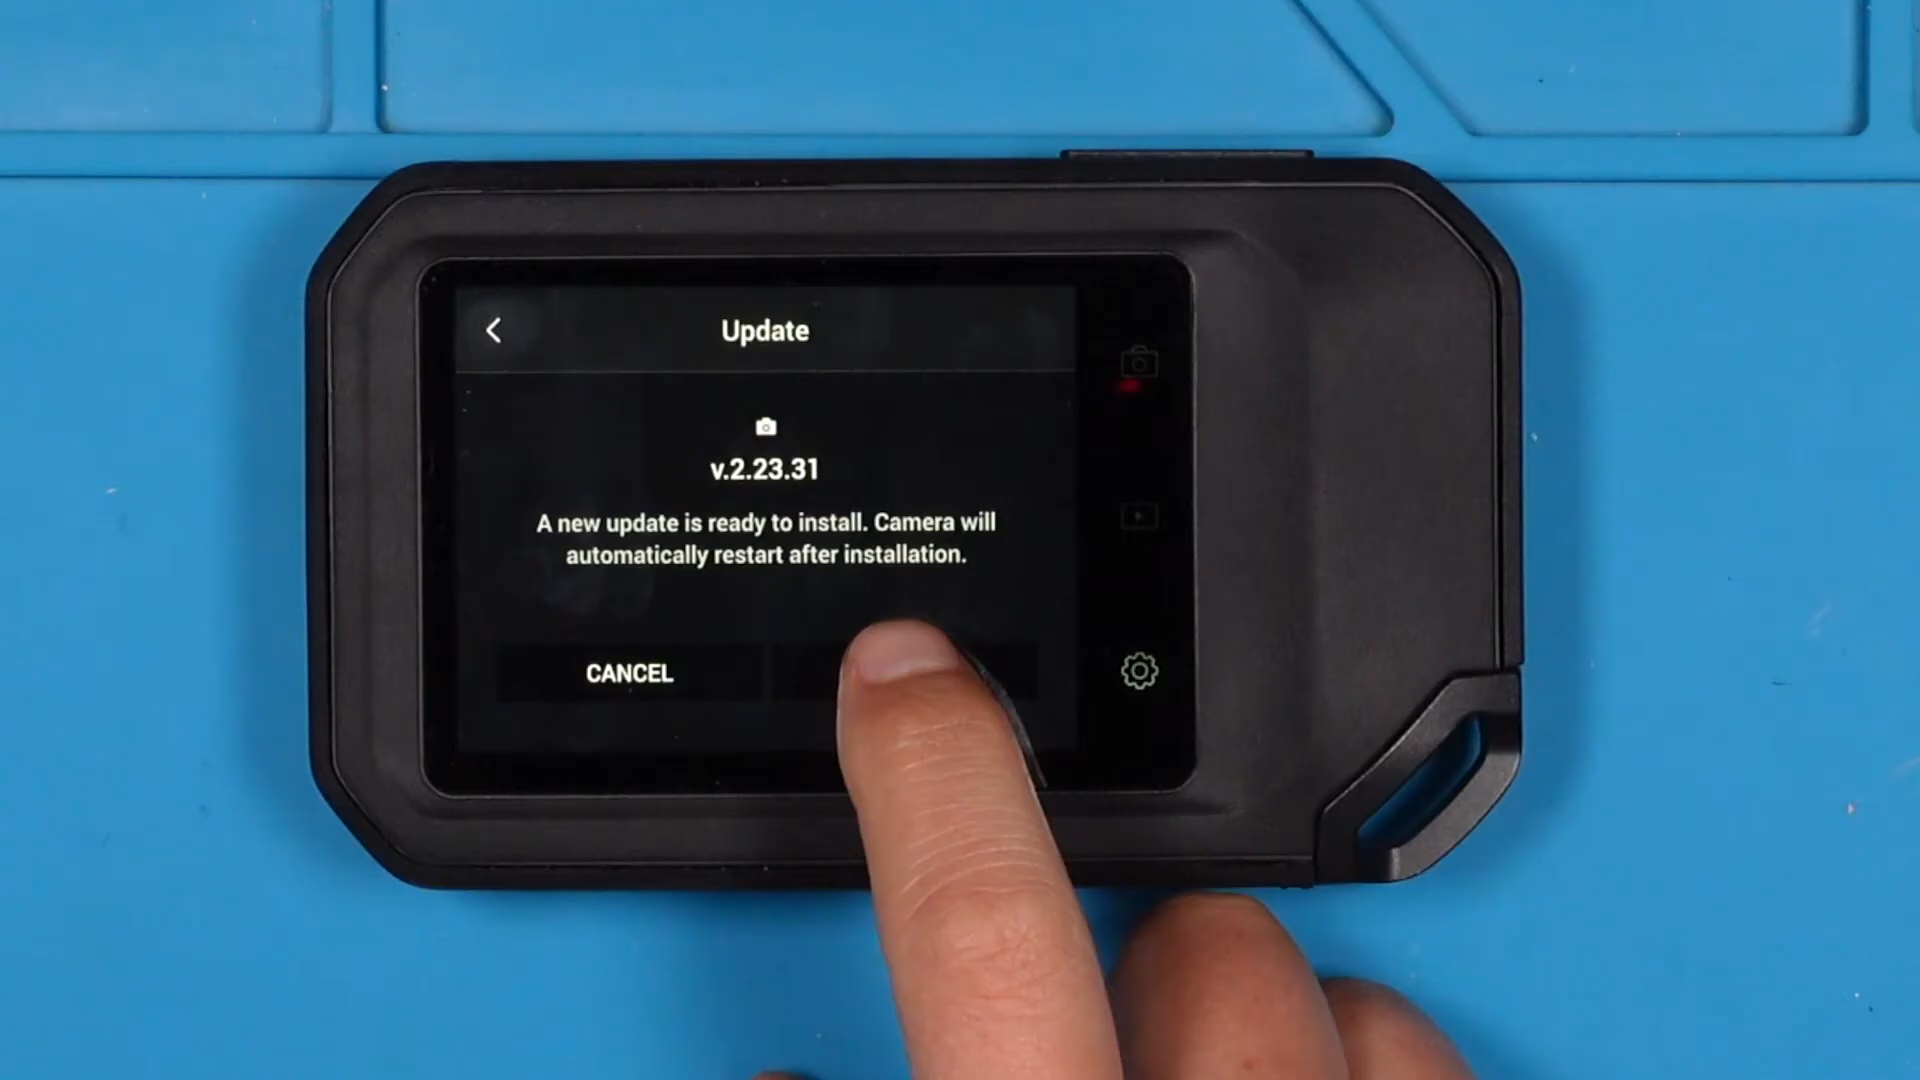 Update
v.2.23.31
A new update is ready to install. Camera will
automatically restart after installation.
CANCEL